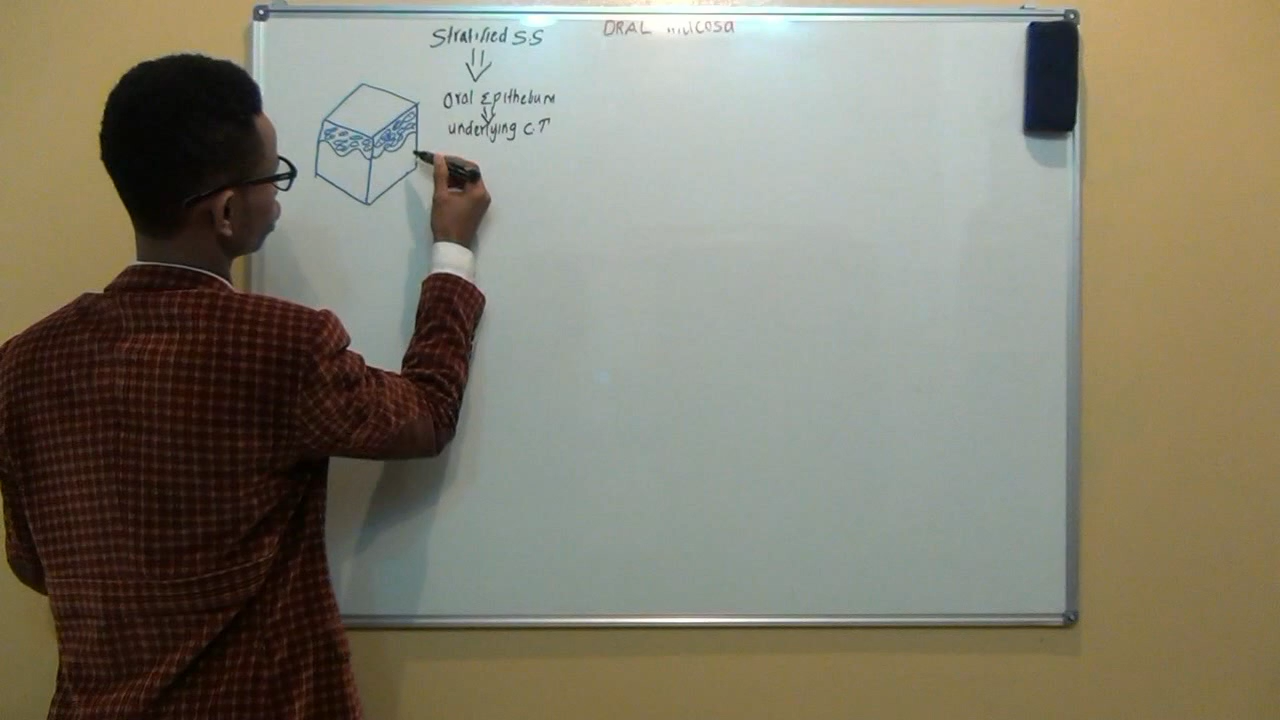 ORAL mucosa
Stratified S.S
Oral Epithelium
underlying C.T